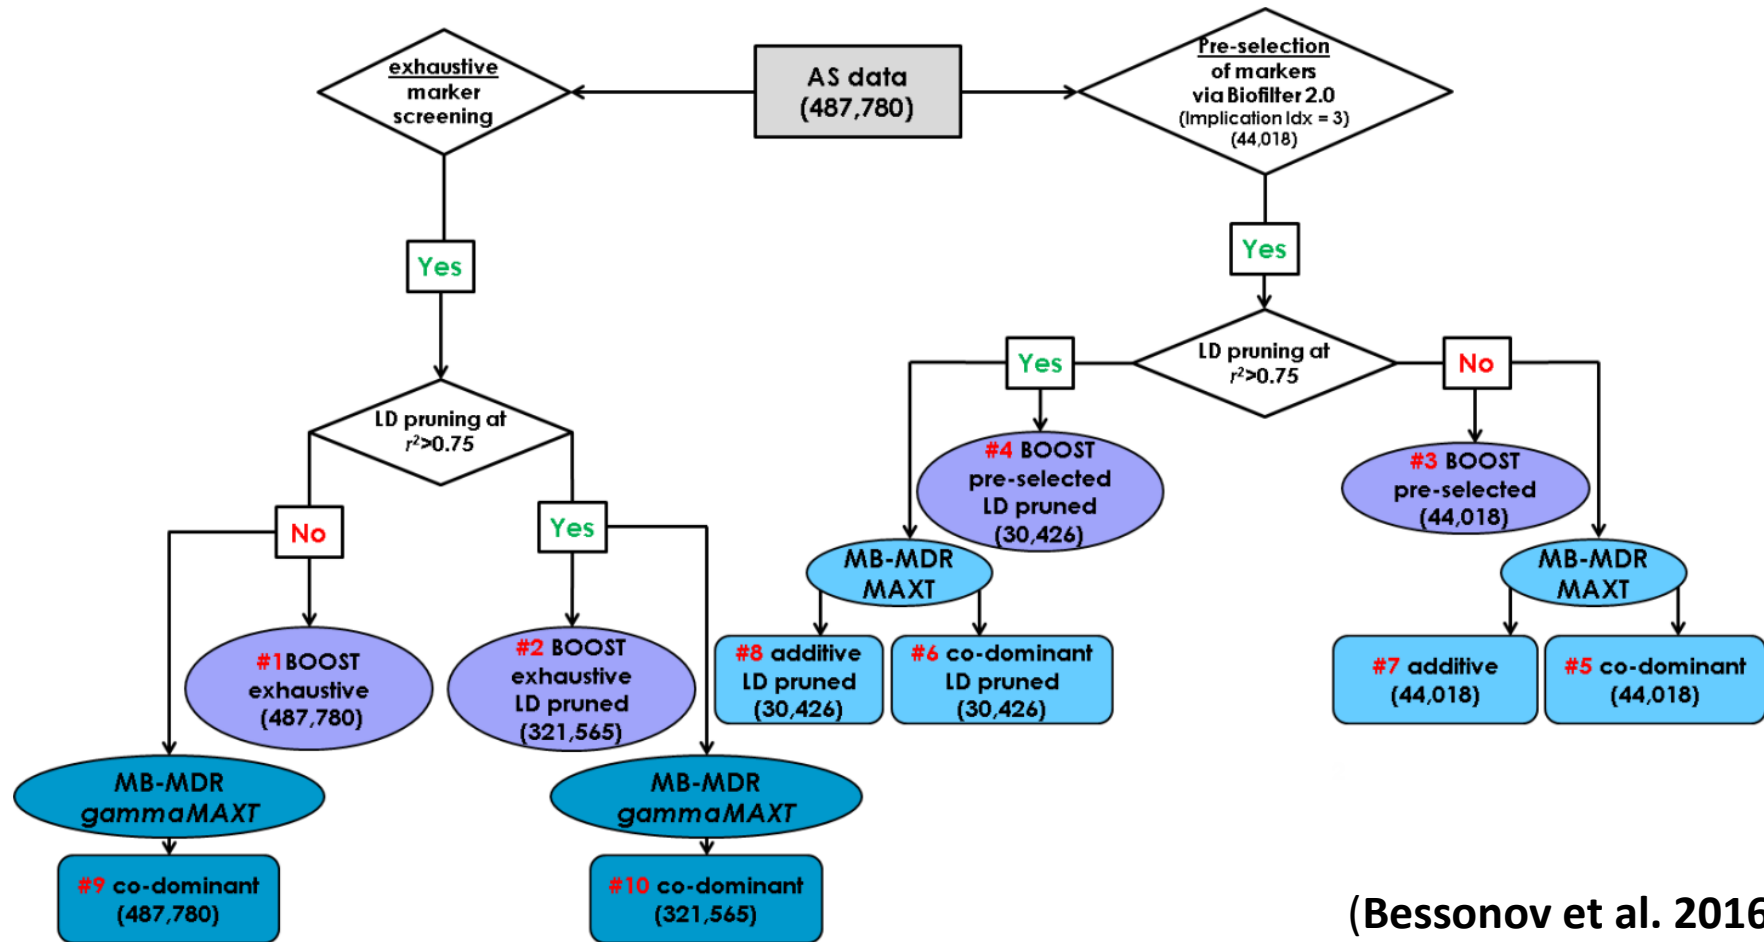 exhaustive
marker
screening
AS data
(487,780)
Pre-selection
of markers
via Biofilter 2.0
(Implication Idx = 3)
(44,018)
Yes
Yes
LD pruning at
r²>0.75
Yes
No
LD pruning at
r²>0.75
No
Yes
#4 BOOST
pre-selected
LD pruned
(30,426)
#3 BOOST
pre-selected
(44,018)
MB-MDR
MAXT
MB-MDR
MAXT
#1BOOST
exhaustive
(487,780)
#2 BOOST
exhaustive
LD pruned
(321,565)
#8 additive
LD pruned
(30,426)
#6 co-dominant
LD pruned
(30,426)
#7 additive
(44,018)
#5 co-dominant
(44,018)
MB-MDR
gammaMAXT
MB-MDR
gammaMAXT
#9 co-dominant
(487,780)
#10 co-dominant
(321,565)
(Bessonov et al. 2016